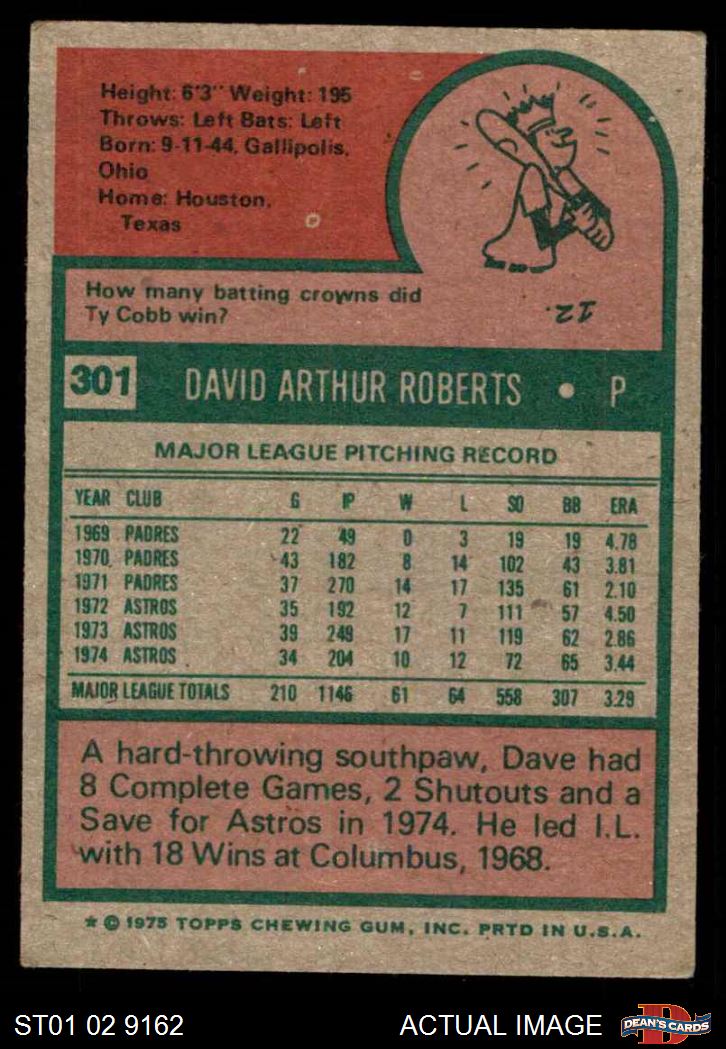 Height: 6'3" Weight: 195
Throws: Left Bats: Left
Born: 9-11-44, Gallipolis,
Ohio
Home: Houston,
Texas
How many batting crowns did
Ty Cobb win?
12.
301 DAVID ARTHUR ROBERTS • P
MAJOR LEAGUE PITCHING RECORD
YEAR CLUB G IP W L SO BB ERA
1969 PADRES 22 49 0 3 19 19 4.78
1970 PADRES 43 182 8 14 102 43 3.81
1971 PADRES 37 270 14 17 135 61 2.10
1972 ASTROS 35 192 12 7 111 57 4.50
1973 ASTROS 39 249 17 11 119 62 2.86
1974 ASTROS 34 204 10 12 72 65 3.44
MAJOR LEAGUE TOTALS 210 1146 61 64 558 307 3.29
A hard-throwing southpaw, Dave had
8 Complete Games, 2 Shutouts and a
Save for Astros in 1974. He led I.L.
with 18 Wins at Columbus, 1968.
* © 1975 TOPPS CHEWING GUM, INC. PRTD IN U.S.A.
ST01 02 9162 ACTUAL IMAGE
D
DEAN'S CARDS